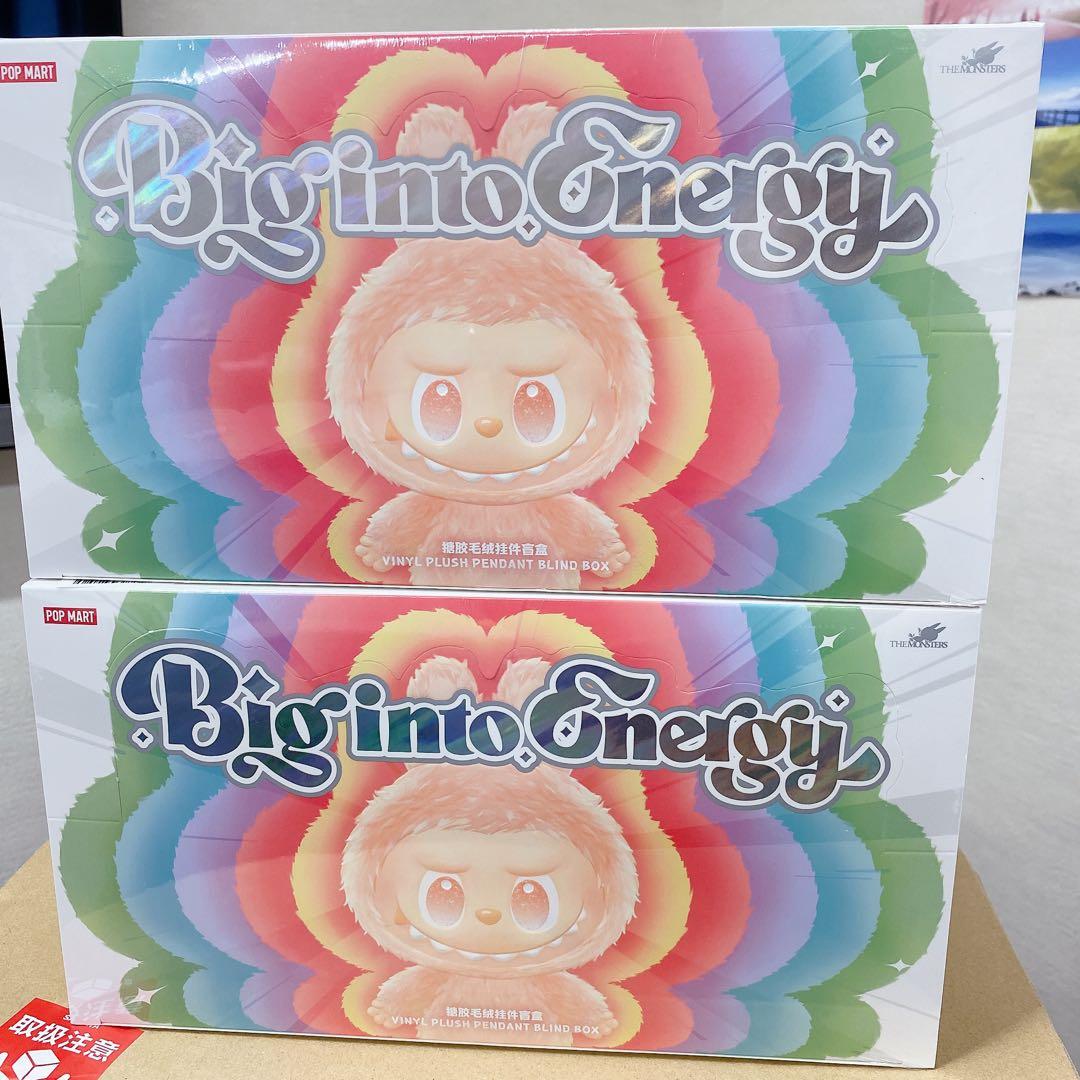 POP MART
THE MONSTERS
Big into Energy
搪胶毛绒挂件盲盒
VINYL PLUSH PENDANT BLIND BOX
POP MART
THE MONSTERS
Big into Energy
搪胶毛绒挂件盲盒
VINYL PLUSH PENDANT BLIND BOX
取扱注意